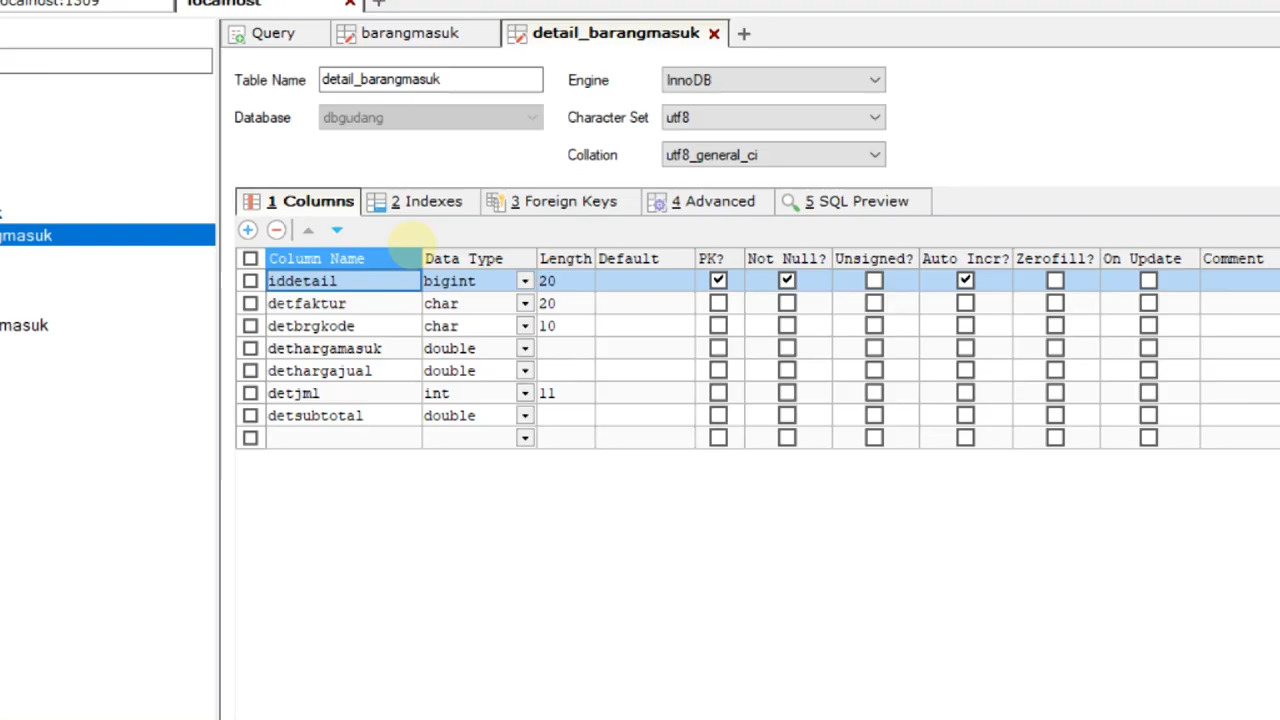 localhost
Query barangmasuk detail_barangmasuk
Table Name detail_barangmasuk Engine InnoDB
Database dbgudang Character Set utf8
Collation utf8_general_ci
1 Columns 2 Indexes 3 Foreign Keys 4 Advanced 5 SQL Preview
Column Name Data Type Length Default PK? Not Null? Unsigned? Auto Incr? Zerofill? On Update Comment
iddetail bigint 20
detfaktur char 20
detbrgkode char 10
dethargamasuk double
dethargajual double
detjml int 11
detsubtotal double
gmasuk
masuk